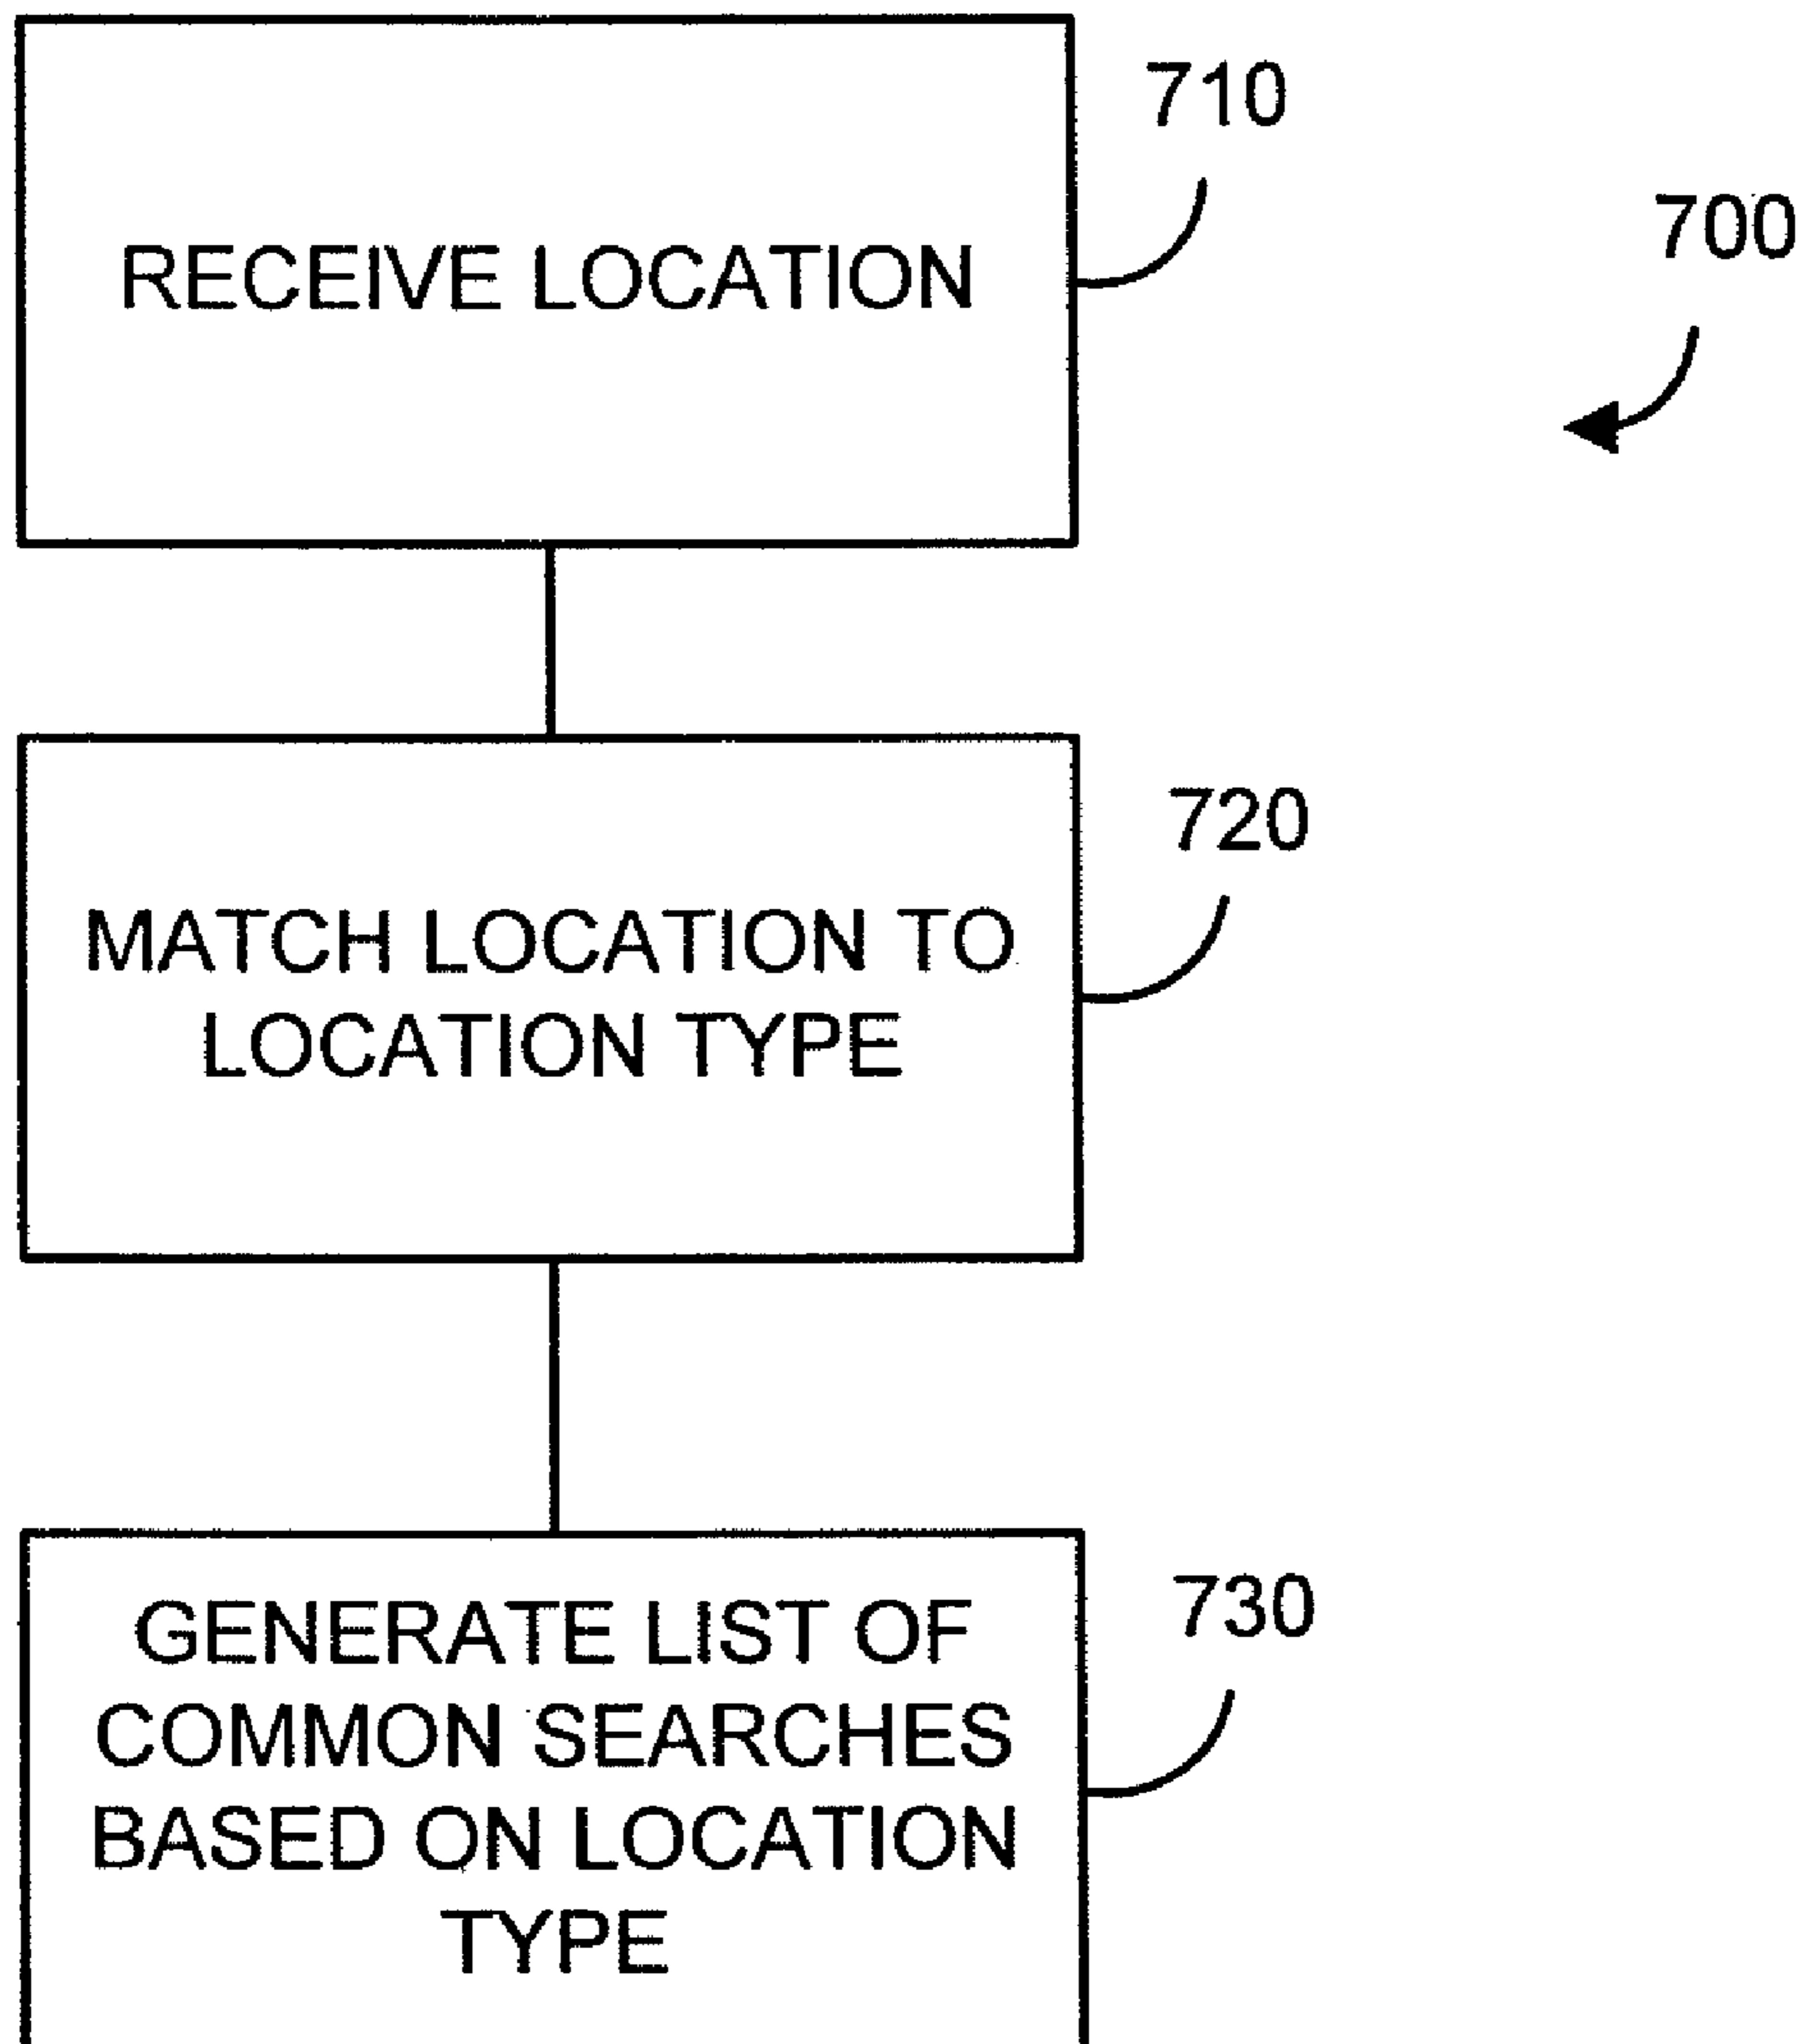 710
700
RECEIVE LOCATION
720
MATCH LOCATION TO
LOCATION TYPE
730
GENERATE LIST OF
COMMON SEARCHES
BASED ON LOCATION
TYPE